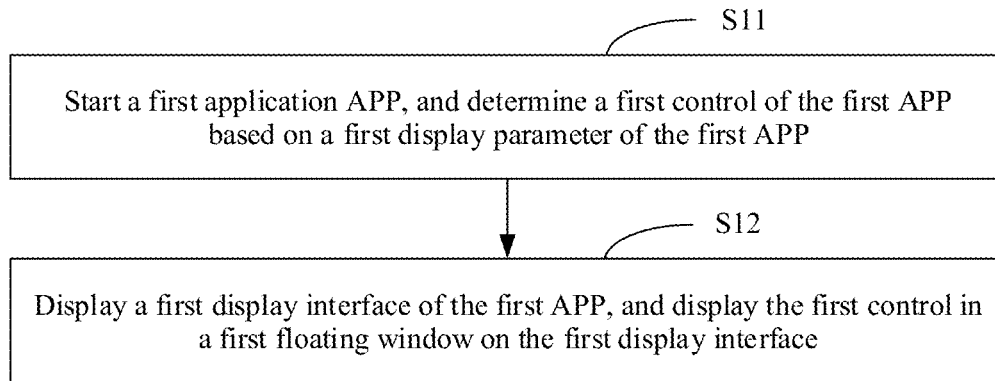 S11
Start a first application APP, and determine a first control of the first APP
based on a first display parameter of the first APP
S12
Display a first display interface of the first APP, and display the first control in
a first floating window on the first display interface